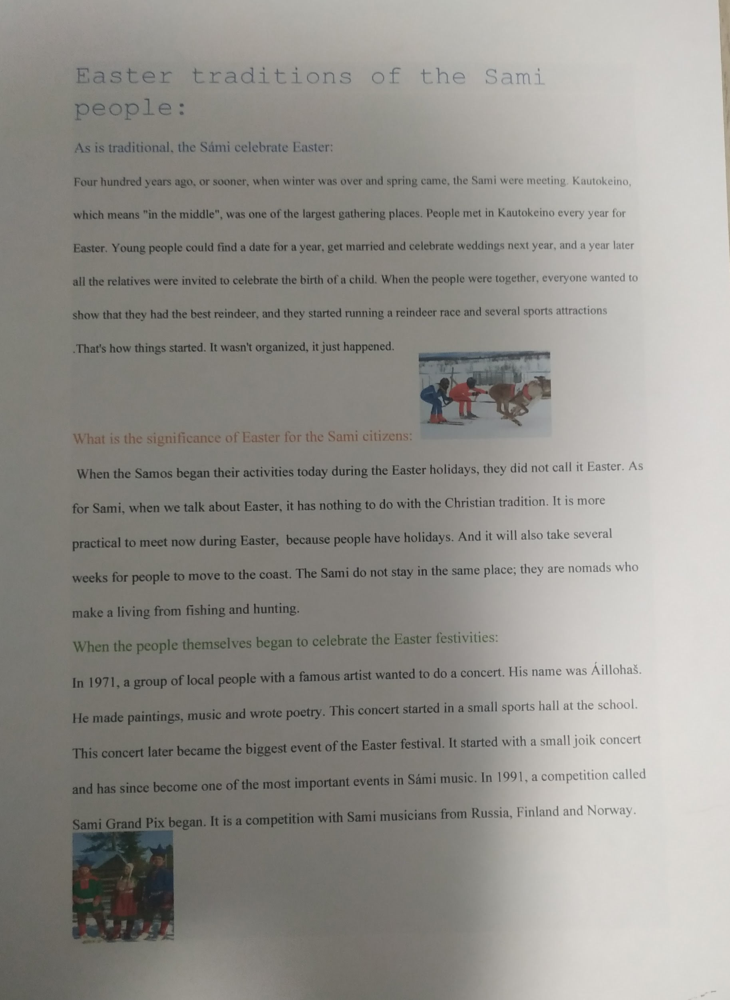 Easter traditions of the Sami
people:
As is traditional, the Sámi celebrate Easter:
Four hundred years ago, or sooner, when winter was over and spring came, the Sami were meeting. Kautokeino,
which means "in the middle", was one of the largest gathering places. People met in Kautokeino every year for
Easter. Young people could find a date for a year, get married and celebrate weddings next year, and a year later
all the relatives were invited to celebrate the birth of a child. When the people were together, everyone wanted to
show that they had the best reindeer, and they started running a reindeer race and several sports attractions
.That's how things started. It wasn't organized, it just happened.
What is the significance of Easter for the Sami citizens:
When the Samos began their activities today during the Easter holidays, they did not call it Easter. As
for Sami, when we talk about Easter, it has nothing to do with the Christian tradition. It is more
practical to meet now during Easter,  because people have holidays. And it will also take several
weeks for people to move to the coast. The Sami do not stay in the same place; they are nomads who
make a living from fishing and hunting.
When the people themselves began to celebrate the Easter festivities:
In 1971, a group of local people with a famous artist wanted to do a concert. His name was Áillohaš.
He made paintings, music and wrote poetry. This concert started in a small sports hall at the school.
This concert later became the biggest event of the Easter festival. It started with a small joik concert
and has since become one of the most important events in Sámi music. In 1991, a competition called
Sami Grand Pix began. It is a competition with Sami musicians from Russia, Finland and Norway.